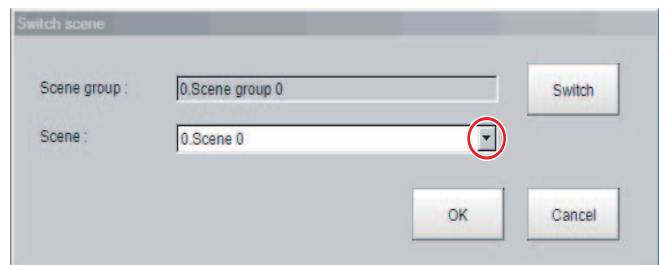 Switch scene
Scene group : 0.Scene group 0 Switch
Scene : 0.Scene 0
OK Cancel